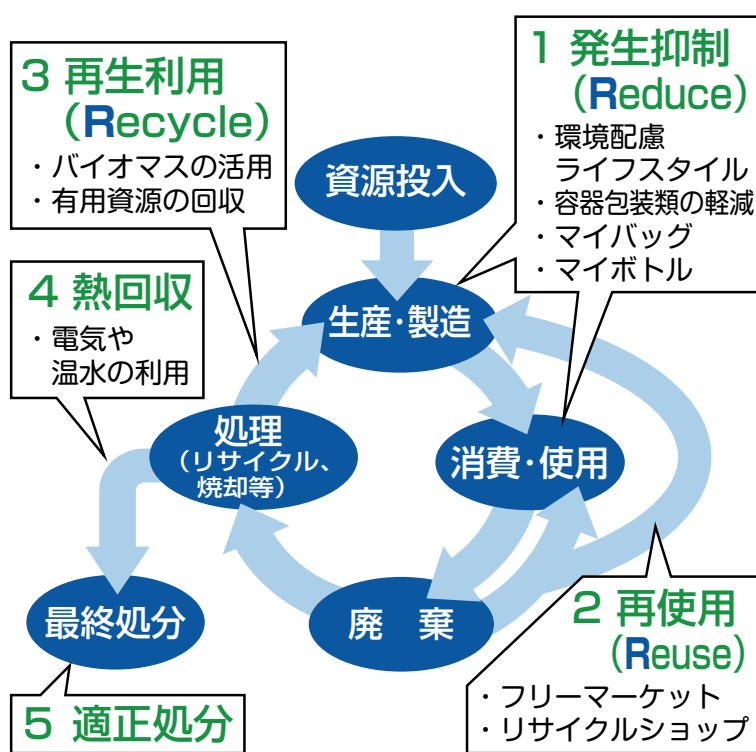 3 再生利用
(Recycle)
・バイオマスの活用
・有用資源の回収
1 発生抑制
(Reduce)
・環境配慮
ライフスタイル
・容器包装類の軽減
・マイバッグ
・マイボトル
資源投入
4 熱回収
・電気や
温水の利用
生産・製造
処理
(リサイクル、
焼却等)
消費・使用
最終処分
廃 棄
2 再使用
(Reuse)
・フリーマーケット
・リサイクルショップ
5 適正処分